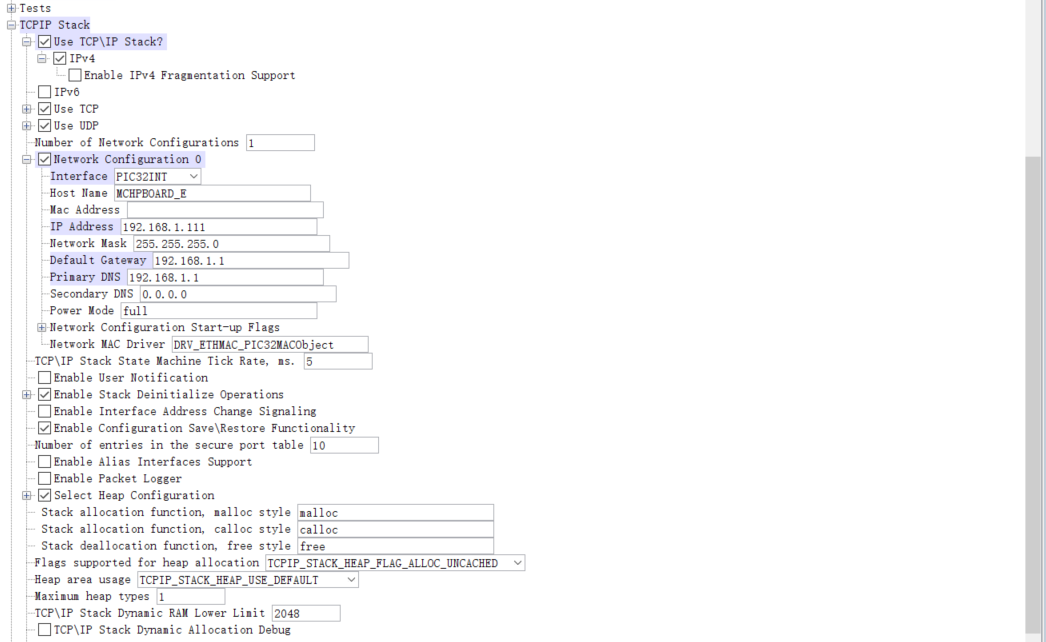 Tests
TCPIP Stack
Use TCP\IP Stack?
IPv4
Enable IPv4 Fragmentation Support
IPv6
Use TCP
Use UDP
Number of Network Configurations 1
Network Configuration 0
Interface PIC32INT
Host Name MCHPBOARD_E
Mac Address
IP Address 192.168.1.111
Network Mask 255.255.255.0
Default Gateway 192.168.1.1
Primary DNS 192.168.1.1
Secondary DNS 0.0.0.0
Power Mode full
Network Configuration Start-up Flags
Network MAC Driver DRV_ETHMAC_PIC32MACObject
TCP\IP Stack State Machine Tick Rate, ms. 5
Enable User Notification
Enable Stack Deinitialize Operations
Enable Interface Address Change Signaling
Enable Configuration Save\Restore Functionality
Number of entries in the secure port table 10
Enable Alias Interfaces Support
Enable Packet Logger
Select Heap Configuration
Stack allocation function, malloc style malloc
Stack allocation function, calloc style calloc
Stack deallocation function, free style free
Flags supported for heap allocation TCPIP_STACK_HEAP_FLAG_ALLOC_UNCACHED
Heap area usage TCPIP_STACK_HEAP_USE_DEFAULT
Maximum heap types 1
TCP\IP Stack Dynamic RAM Lower Limit 2048
TCP\IP Stack Dynamic Allocation Debug